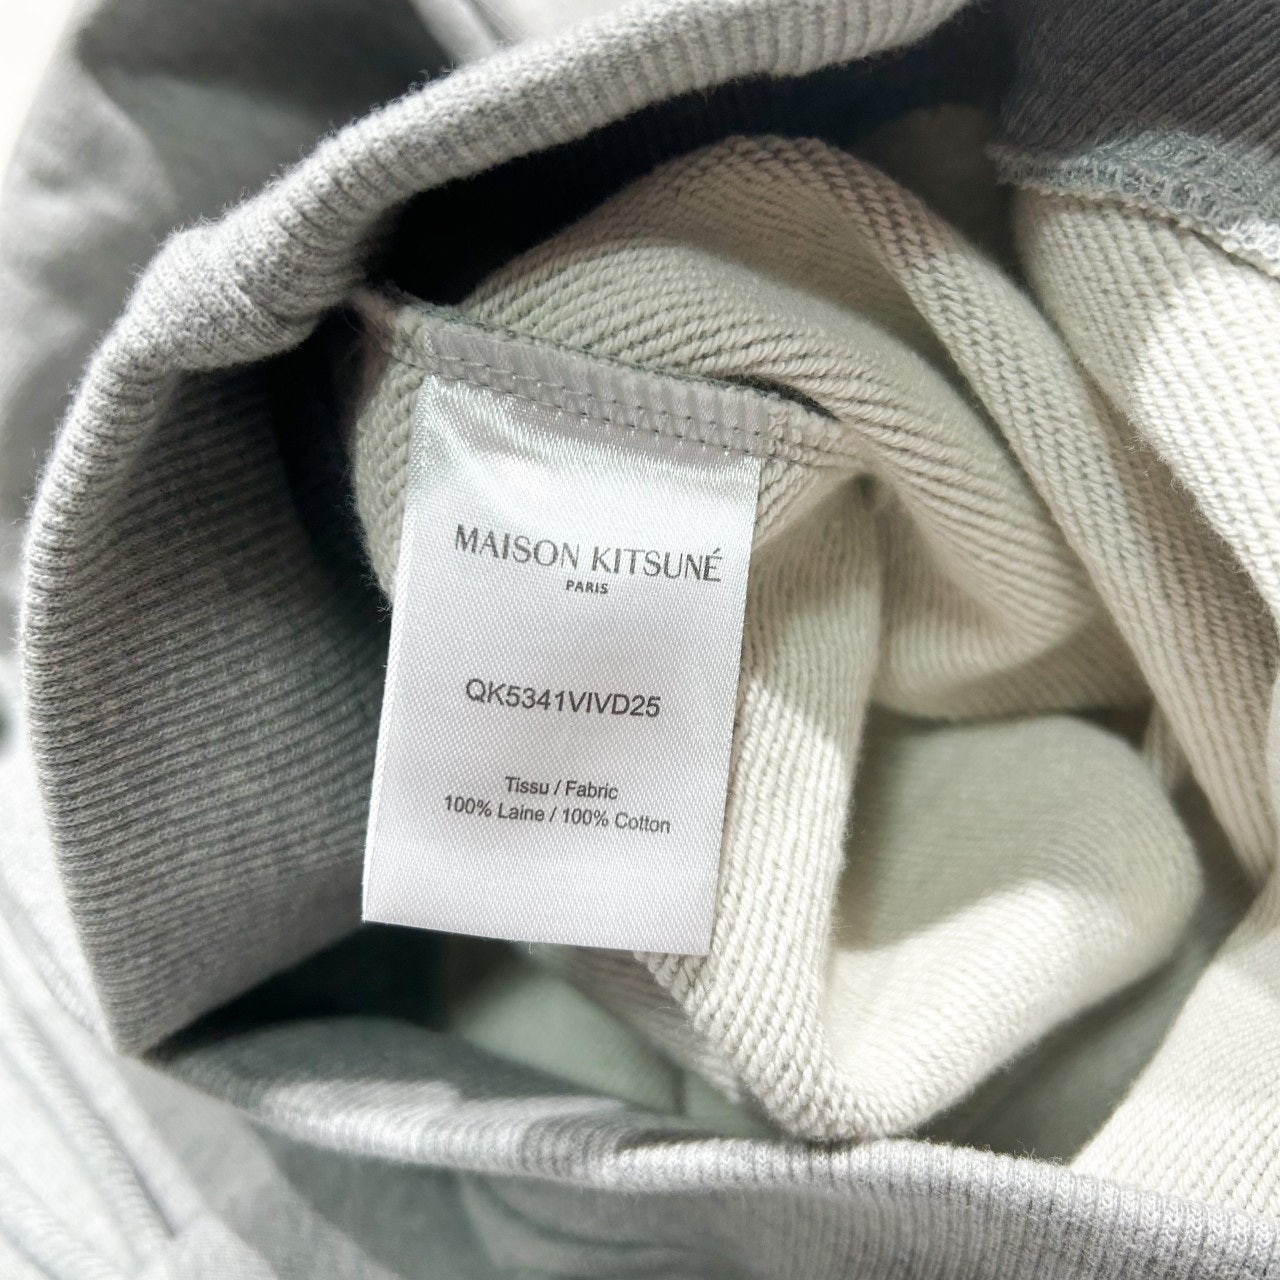 MAISON KITSUNÉ
PARIS
QK5341VIVD25
Tissu / Fabric
100% Laine / 100% Cotton